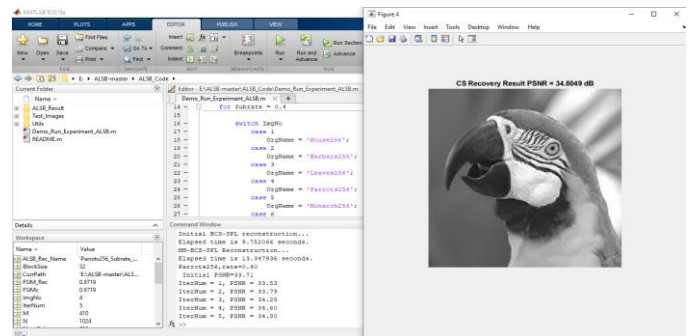 MATLAB R2019a
HOME PLOTS APPS EDITOR PUBLISH VIEW
New Open Save Find Files Compare Print Go To Find Insert Comment Indent Breakpoints Run Run and Advance Run Section Advance
FILE NAVIGATE EDIT BREAKPOINTS RUN
E: ALSB-master ALSB_Code
Current Folder
Name
ALSB_Result
Test_Images
Utils
Demo_Run_Experiment_ALSB.m
README.m
Details
Workspace
Name Value
ALSB_Rec_Name 'Parrots256_Subrate_...
BlockSize 32
CurrPath 'E:\ALSB-master\ALS...
FSIM_Rec 0.9719
FSIMc 0.9719
ImgNo 4
IterNum 5
M 410
N 1024
Editor - E:\ALSB-master\ALSB_Code\Demo_Run_Experiment_ALSB.m
Demo_Run_Experiment_ALSB.m
14 - for Subrate = 0.4
15
16 - switch ImgNo
17 - case 1
18 - OrgName = 'House256';
19 - case 2
20 - OrgName = 'Barbara256';
21 - case 3
22 - OrgName = 'Leaves256';
23 - case 4
24 - OrgName = 'Parrots256';
25 - case 5
26 - OrgName = 'Monarch256';
27 - case 6
Command Window
Initial BCS-SPL reconstruction...
Elapsed time is 9.752066 seconds.
MH-BCS-SPL Reconstruction...
Elapsed time is 13.367936 seconds.
Parrots256,rate=0.40
Initial PSNR=33.71
IterNum = 1, PSNR = 33.53
IterNum = 2, PSNR = 33.79
IterNum = 3, PSNR = 34.25
IterNum = 4, PSNR = 34.60
IterNum = 5, PSNR = 34.80
fx >>
Figure 4
File Edit View Insert Tools Desktop Window Help
CS Recovery Result PSNR = 34.8049 dB